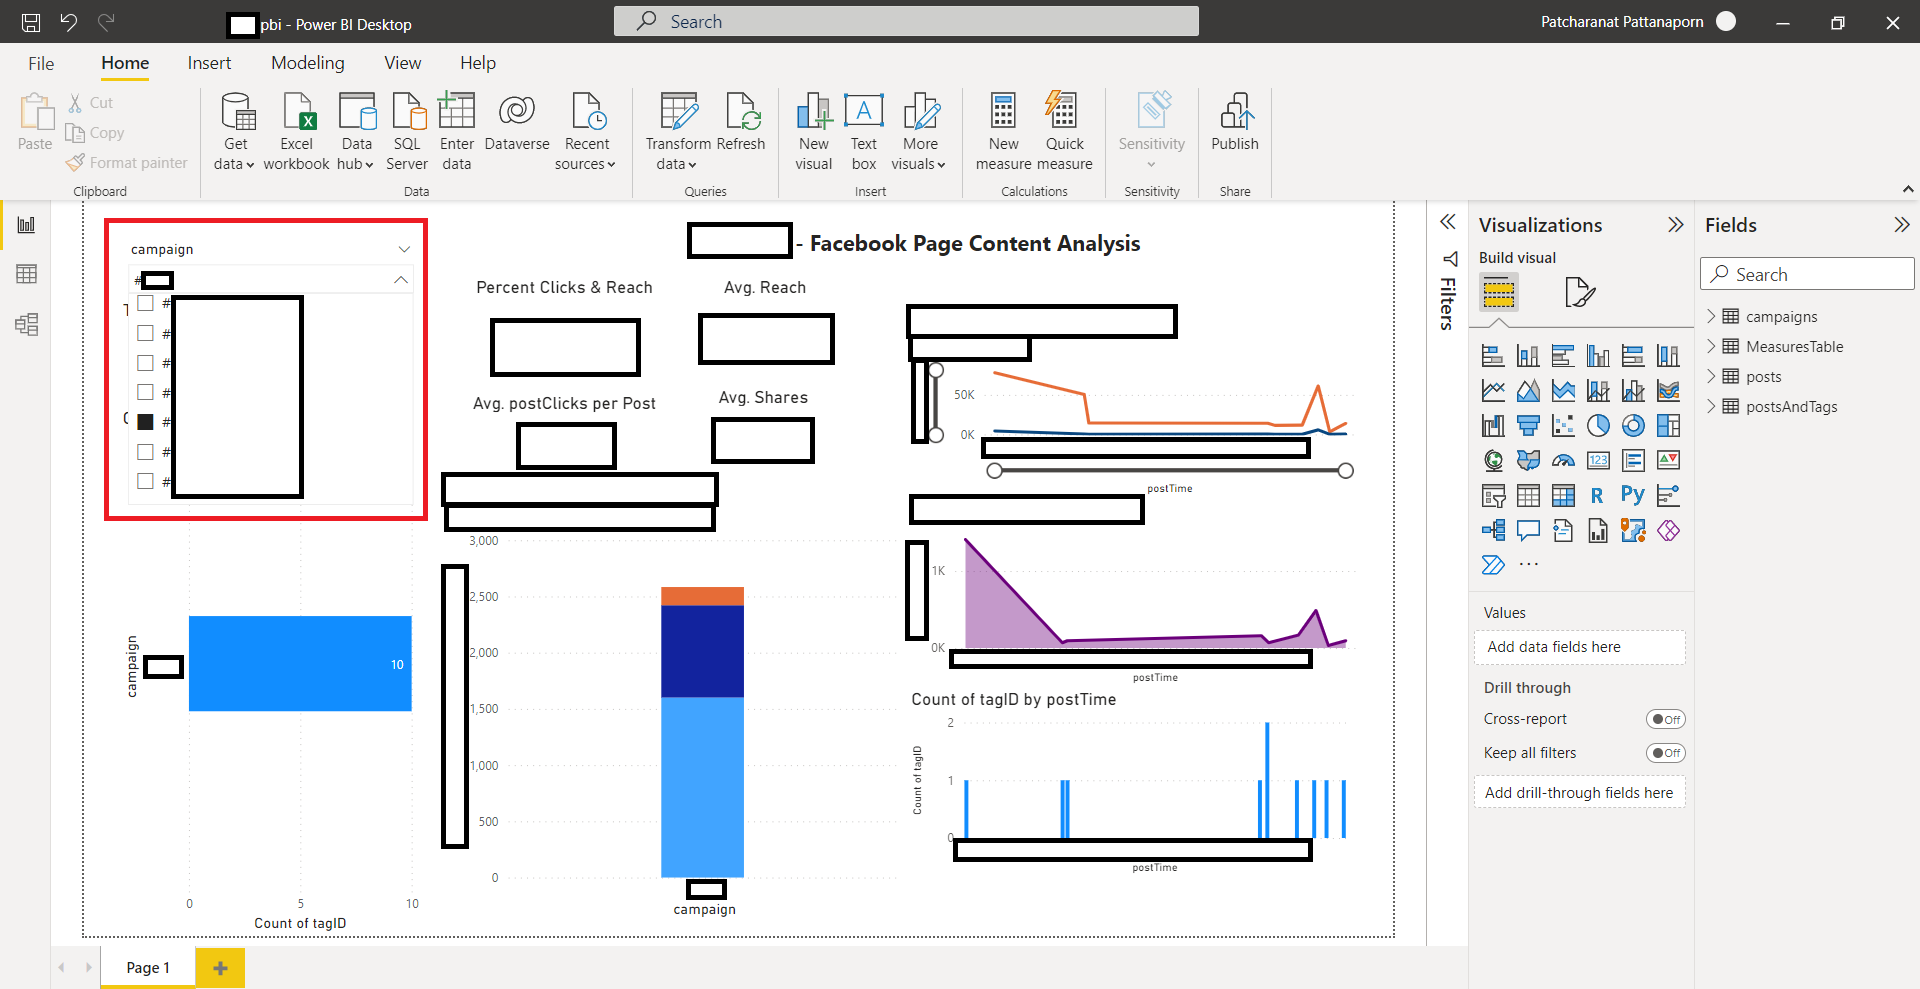 pbi - Power BI Desktop
Search
Patcharanat Pattanaporn
File
Home
Insert
Modeling
View
Help
Paste
Cut
Copy
Format painter
Clipboard
Get data
Excel workbook
Data hub
SQL Server
Enter data
Dataverse
Recent sources
Data
Transform data
Refresh
Queries
New visual
Text box
More visuals
Insert
New measure
Quick measure
Calculations
Sensitivity
Sensitivity
Publish
Share
campaign
#
#
#
#
#
#
#
#
- Facebook Page Content Analysis
Percent Clicks & Reach
Avg. Reach
Avg. postClicks per Post
Avg. Shares
50K
0K
postTime
1K
0K
postTime
Count of tagID by postTime
2
1
0
Count of tagID
postTime
3,000
2,500
2,000
1,500
1,000
500
0
campaign
campaign
10
0
5
10
Count of tagID
Page 1
Filters
Visualizations
Build visual
123
R
Py
...
Values
Add data fields here
Drill through
Cross-report
Off
Keep all filters
Off
Add drill-through fields here
Fields
Search
campaigns
MeasuresTable
posts
postsAndTags